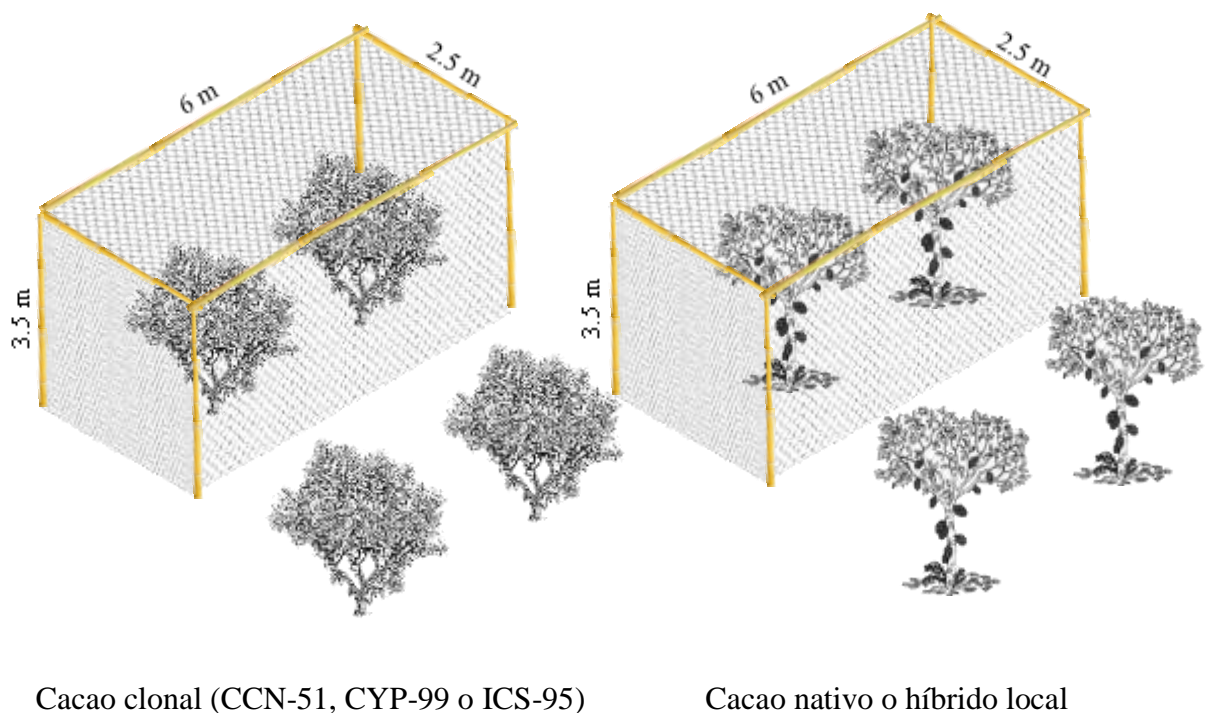 6 m
2.5 m
3.5 m
6 m
2.5 m
3.5 m
Cacao clonal (CCN-51, CYP-99 o ICS-95)
Cacao nativo o híbrido local